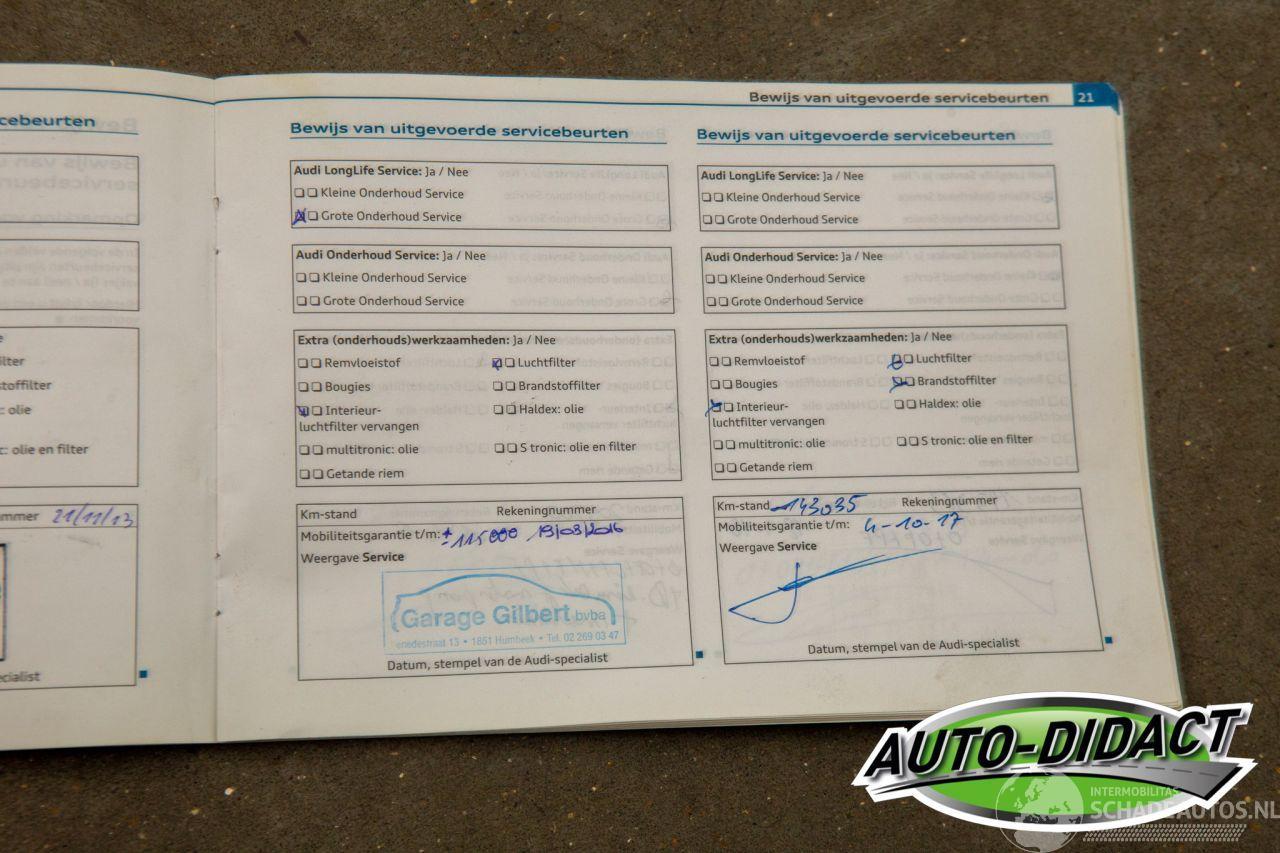 Bewijs van uitgevoerde servicebeurten 21
cebeurten
ilter
stoffilter
c: olie
c: olie en filter
mmer 21/11/13
cialist
Bewijs van uitgevoerde servicebeurten
Audi LongLife Service: Ja / Nee
Kleine Onderhoud Service
Grote Onderhoud Service
Audi Onderhoud Service: Ja / Nee
Kleine Onderhoud Service
Grote Onderhoud Service
Extra (onderhouds)werkzaamheden: Ja / Nee
Remvloeistof Luchtfilter
Bougies Brandstoffilter
Interieur- Haldex: olie
luchtfilter vervangen
multitronic: olie S tronic: olie en filter
Getande riem
Km-stand Rekeningnummer
Mobiliteitsgarantie t/m: ± 115000 19/08/2016
Weergave Service
Garage Gilbert bvba
enedestraat 13 • 1851 Humbeek • Tel. 02 269 03 47
Datum, stempel van de Audi-specialist
Bewijs van uitgevoerde servicebeurten
Audi LongLife Service: Ja / Nee
Kleine Onderhoud Service
Grote Onderhoud Service
Audi Onderhoud Service: Ja / Nee
Kleine Onderhoud Service
Grote Onderhoud Service
Extra (onderhouds)werkzaamheden: Ja / Nee
Remvloeistof Luchtfilter
Bougies Brandstoffilter
Interieur- Haldex: olie
luchtfilter vervangen
multitronic: olie S tronic: olie en filter
Getande riem
Km-stand 143035 Rekeningnummer
Mobiliteitsgarantie t/m: 4-10-17
Weergave Service
Datum, stempel van de Audi-specialist
AUTO-DIDACT
INTERMOBILITAS
SCHADEAUTOS.NL